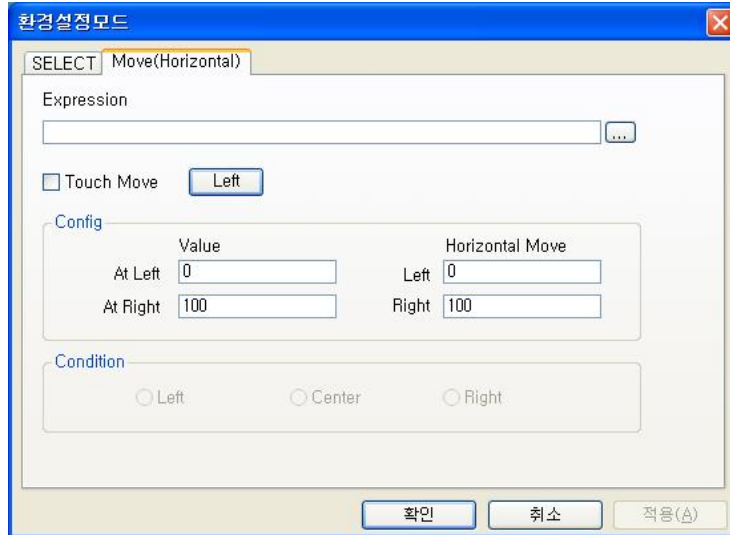 환경설정모드
SELECT Move(Horizontal)
Expression
...
Touch Move Left
Config
Value Horizontal Move
At Left 0 Left 0
At Right 100 Right 100
Condition
Left Center Right
확인 취소 적용(A)